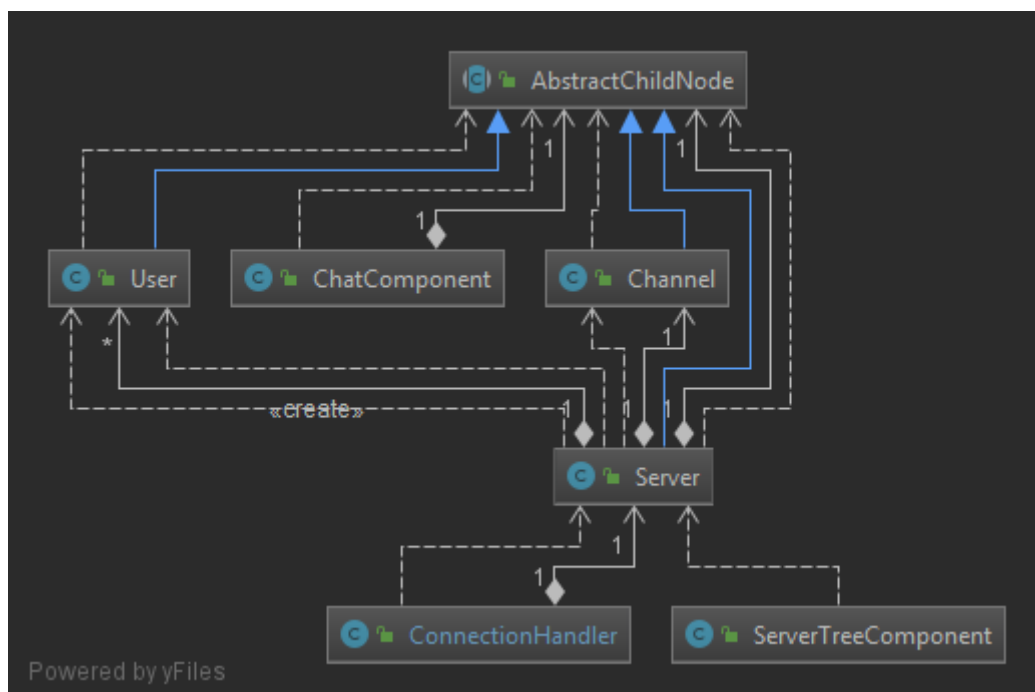 AbstractChildNode
1
1
1
User
ChatComponent
Channel
*
1
«create»
1
1
1
Server
1
1
ConnectionHandler
ServerTreeComponent
Powered by yFiles